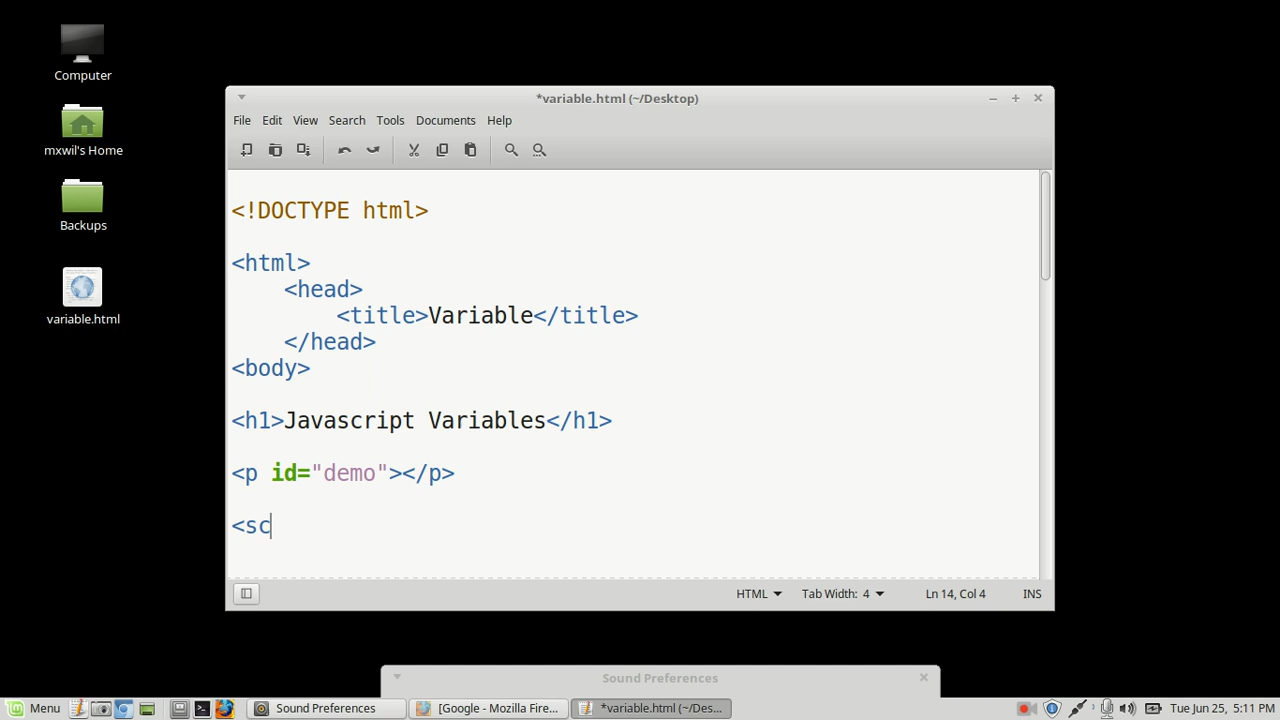 Computer
mxwil's Home
Backups
variable.html
*variable.html (~/Desktop)
File Edit View Search Tools Documents Help
<!DOCTYPE html>
<html>
<head>
<title>Variable</title>
</head>
<body>
<h1>Javascript Variables</h1>
<p id="demo"></p>
<sc
HTML Tab Width: 4 Ln 14, Col 4 INS
Sound Preferences
Menu Sound Preferences [Google - Mozilla Fire... *variable.html (~/Des... Tue Jun 25, 5:11 PM